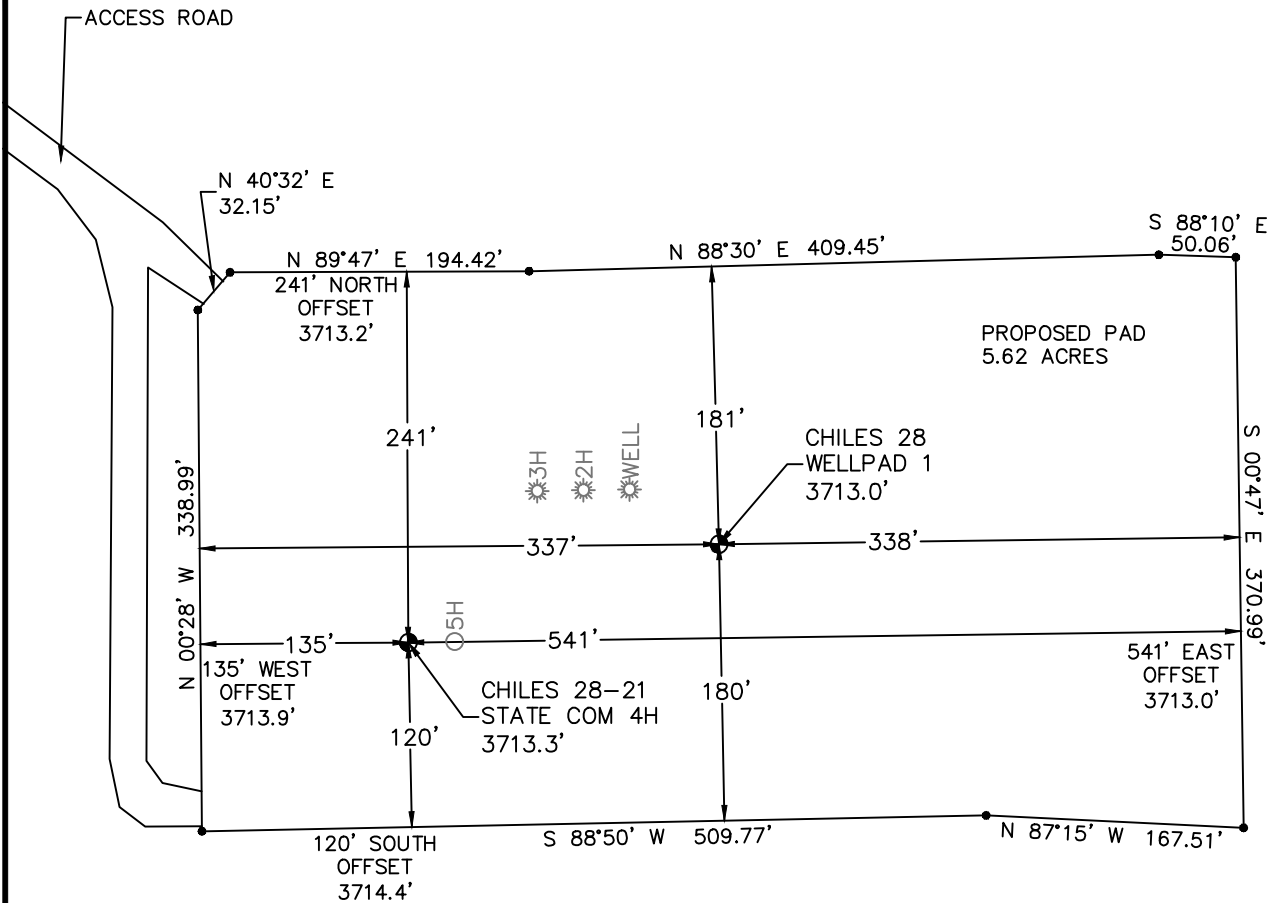 ACCESS ROAD
N 40°32' E
32.15'
N 89°47' E 194.42'
N 88°30' E 409.45'
S 88°10' E
50.06'
241' NORTH
OFFSET
3713.2'
PROPOSED PAD
5.62 ACRES
241'
181'
3H
2H
WELL
CHILES 28
WELLPAD 1
3713.0'
N 00°28' W 338.99'
S 00°47' E 370.99'
337'
338'
5H
135'
541'
135' WEST
OFFSET
3713.9'
541' EAST
OFFSET
3713.0'
CHILES 28-21
STATE COM 4H
3713.3'
180'
120'
S 88°50' W 509.77'
N 87°15' W 167.51'
120' SOUTH
OFFSET
3714.4'